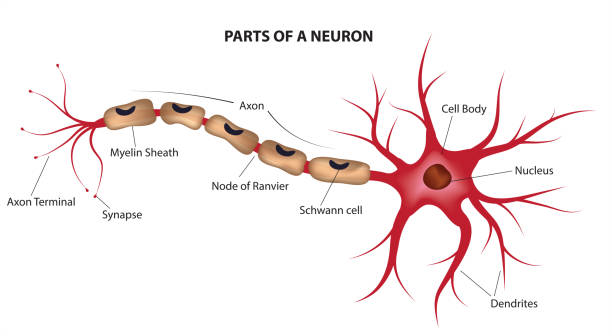 PARTS OF A NEURON
Axon
Cell Body
Myelin Sheath
Nucleus
Node of Ranvier
Axon Terminal
Schwann cell
Synapse
Dendrites